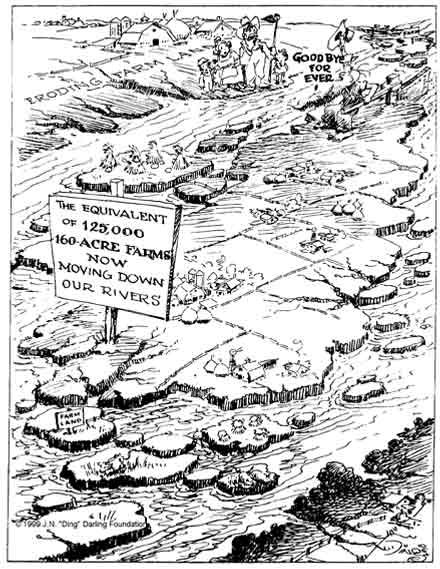 GOOD BYE
FOR
EVER
ERODING FARMS
THE EQUIVALENT
OF 125,000
160-ACRE FARMS
NOW
MOVING DOWN
OUR RIVERS
FARM
LAND
© 1999 J.N. "Ding" Darling Foundation